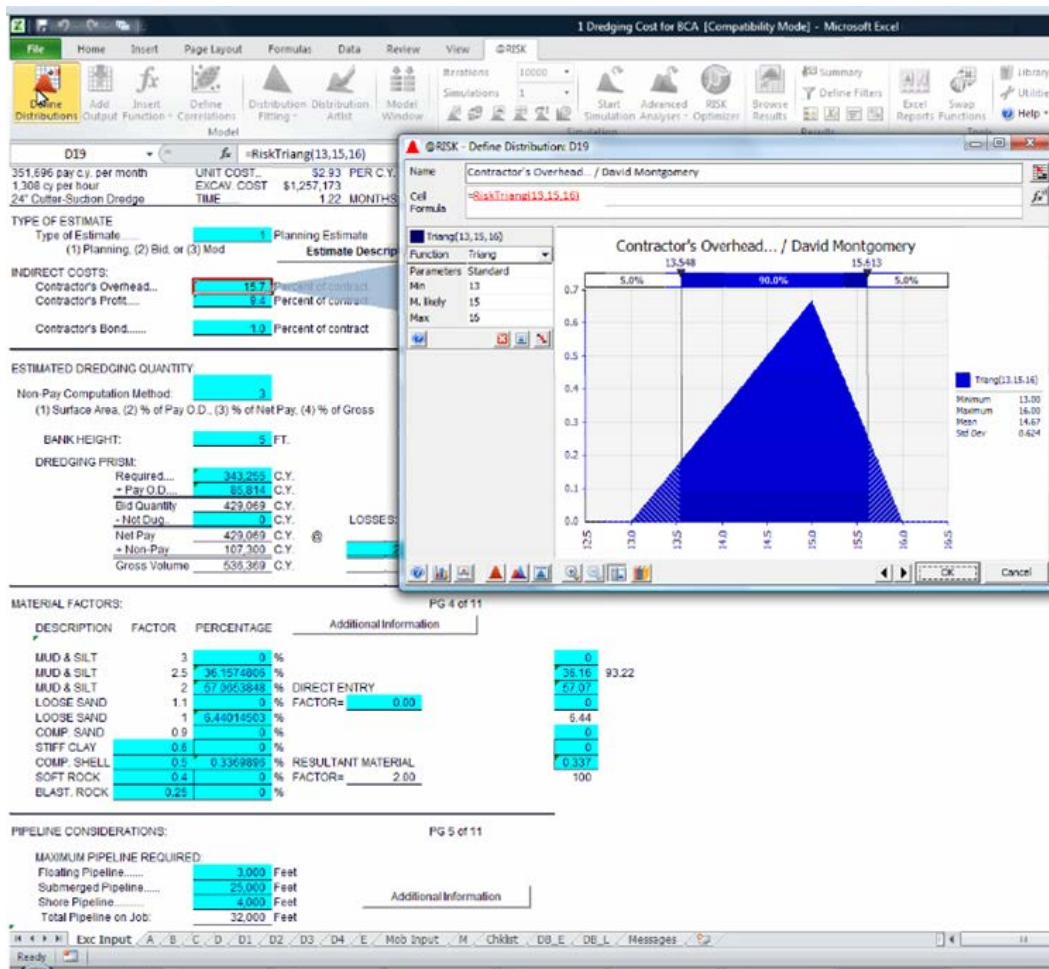 1 Dredging Cost for BCA [Compatibility Mode] - Microsoft Excel
File Home Insert Page Layout Formulas Data Review View @RISK
Define Distributions Add Output Insert Function Define Correlations Distribution Fitting Distribution Artist Model Window
Iterations 10000
Simulations 1
Start Simulation Advanced Analyses RISK Optimizer Browse Results
Summary
Define Filters
Excel Reports Swap Functions
Library
Utilities
Help
Model Simulation Results Tools
D19 fx =RiskTriang(13,15,16)
351,696 pay c.y. per month UNIT COST.. $2.93 PER C.Y.
1,308 cy per hour EXCAV. COST $1,257,173
24" Cutter-Suction Dredge TIME...... 1.22 MONTHS
TYPE OF ESTIMATE
Type of Estimate...... 1 Planning Estimate
(1) Planning, (2) Bid, or (3) Mod Estimate Descrip
INDIRECT COSTS:
Contractor's Overhead... 15.7 Percent of contract
Contractor's Profit.... 9.4 Percent of contract
Contractor's Bond...... 1.0 Percent of contract
ESTIMATED DREDGING QUANTITY
Non-Pay Computation Method: 3
(1) Surface Area, (2) % of Pay O.D., (3) % of Net Pay, (4) % of Gross
BANK HEIGHT: 5 FT.
DREDGING PRISM:
Required.... 343,255 C.Y.
+ Pay O.D.... 85,814 C.Y.
Bid Quantity 429,069 C.Y.
- Not Dug.. 0 C.Y. LOSSES:
Net Pay 429,069 C.Y. @
+ Non-Pay 107,300 C.Y.
Gross Volume 536,369 C.Y.
@RISK - Define Distribution: D19
Name Contractor's Overhead... / David Montgomery
Cell Formula =RiskTriang(13,15,16)
Triang(13,15,16)
Function Triang
Parameters Standard
Min 13
M. likely 15
Max 16
Contractor's Overhead... / David Montgomery
13.548 15.613
5.0% 90.0% 5.0%
0.7
0.6
0.5
0.4
0.3
0.2
0.1
0.0
12.5 13.0 13.5 14.0 14.5 15.0 15.5 16.0 16.5
Triang(13,15,16)
Minimum 13.00
Maximum 16.00
Mean 14.67
Std Dev 0.624
OK Cancel
MATERIAL FACTORS: PG 4 of 11
DESCRIPTION FACTOR PERCENTAGE Additional Information
MUD & SILT 3 0 % 0
MUD & SILT 2.5 36.1574806 % 36.16 93.22
MUD & SILT 2 57.0653848 % DIRECT ENTRY 57.07
LOOSE SAND 1.1 0 % FACTOR= 0.00 0
LOOSE SAND 1 6.44014503 % 6.44
COMP. SAND 0.9 0 % 0
STIFF CLAY 0.6 0 % 0
COMP. SHELL 0.5 0.3369896 % RESULTANT MATERIAL 0.337
SOFT ROCK 0.4 0 % FACTOR= 2.00 100
BLAST. ROCK 0.25 0 %
PIPELINE CONSIDERATIONS: PG 5 of 11
MAXIMUM PIPELINE REQUIRED:
Floating Pipeline....... 3,000 Feet
Submerged Pipeline..... 25,000 Feet
Shore Pipeline.......... 4,000 Feet
Additional Information
Total Pipeline on Job: 32,000 Feet
Exc Input A B C D D1 D2 D3 D4 E Mob Input M Chklist DB_E DB_L Messages
Ready